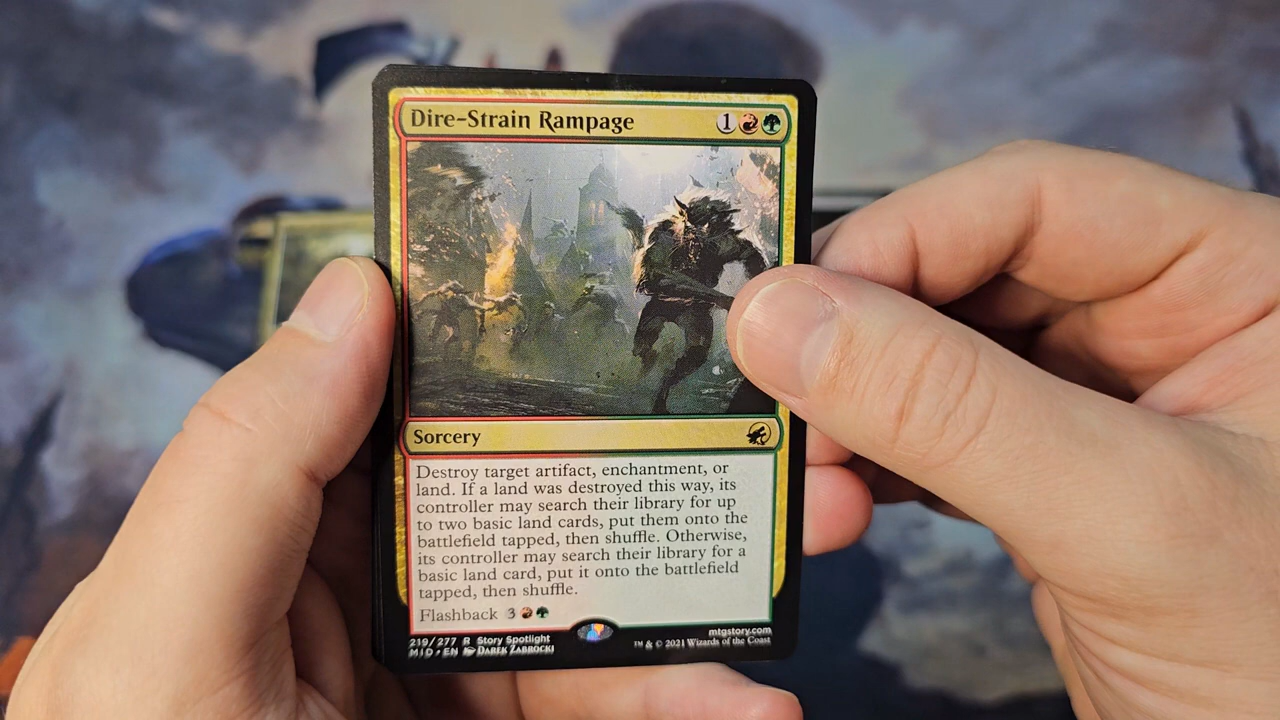 Dire-Strain Rampage 1
Sorcery
Destroy target artifact, enchantment, or
land. If a land was destroyed this way, its
controller may search their library for up
to two basic land cards, put them onto the
battlefield tapped, then shuffle. Otherwise,
its controller may search their library for a
basic land card, put it onto the battlefield
tapped, then shuffle.
Flashback 3
219/277 R Story Spotlight
mtgstory.com
MID • EN DAREK ZABROCKI
™ & © 2021 Wizards of the Coast